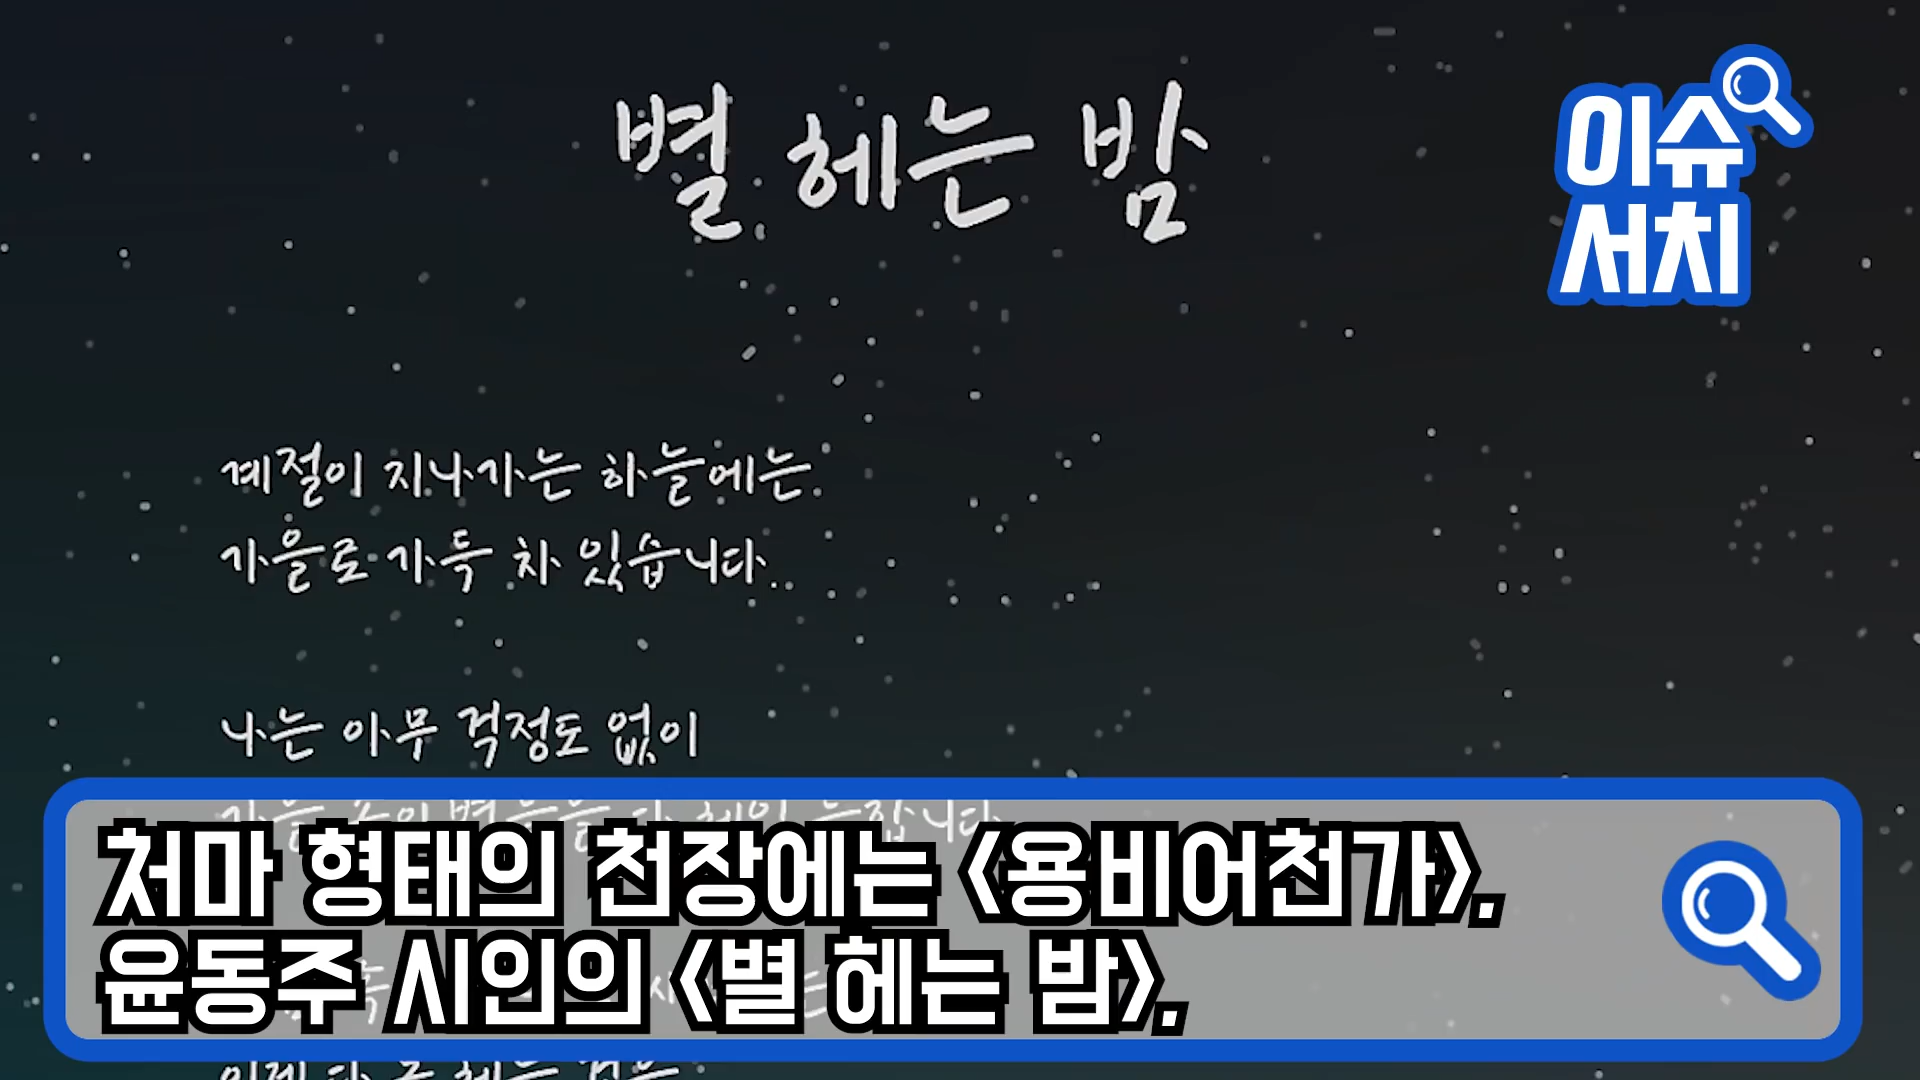 별 헤는 밤
이슈
서치
계절이 지나가는 하늘에는
가을로 가득 차 있습니다.
나는 아무 걱정도 없이
처마 형태의 천장에는 <용비어천가>.
윤동주 시인의 <별 헤는 밤>.